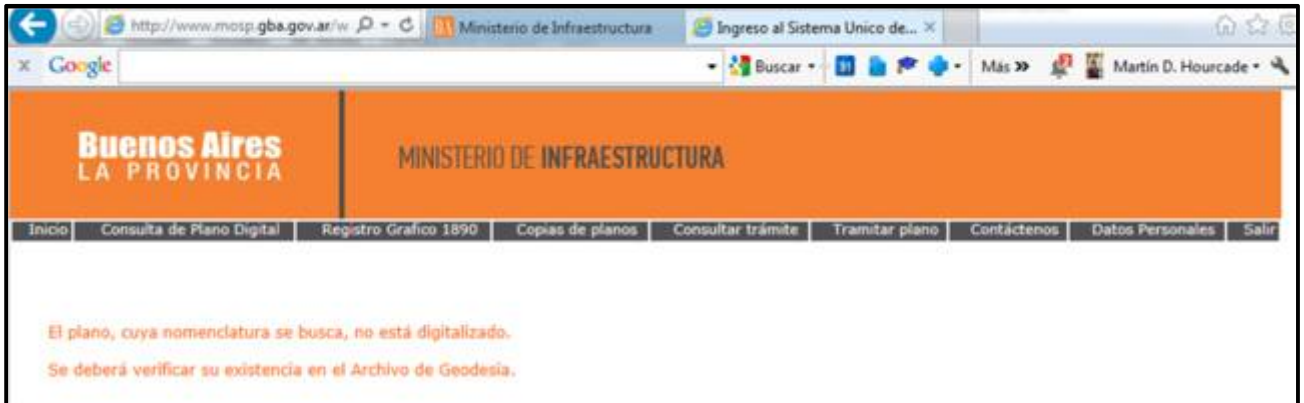 http://www.mosp.gba.gov.ar/w
Ministerio de Infraestructura
Ingreso al Sistema Unico de...
x Google
Buscar
31
Más »
Martín D. Hourcade
Buenos Aires
LA PROVINCIA
MINISTERIO DE INFRAESTRUCTURA
Inicio Consulta de Plano Digital Registro Grafico 1890 Copias de planos Consultar trámite Tramitar plano Contáctenos Datos Personales Salir
El plano, cuya nomenclatura se busca, no está digitalizado.
Se deberá verificar su existencia en el Archivo de Geodesia.